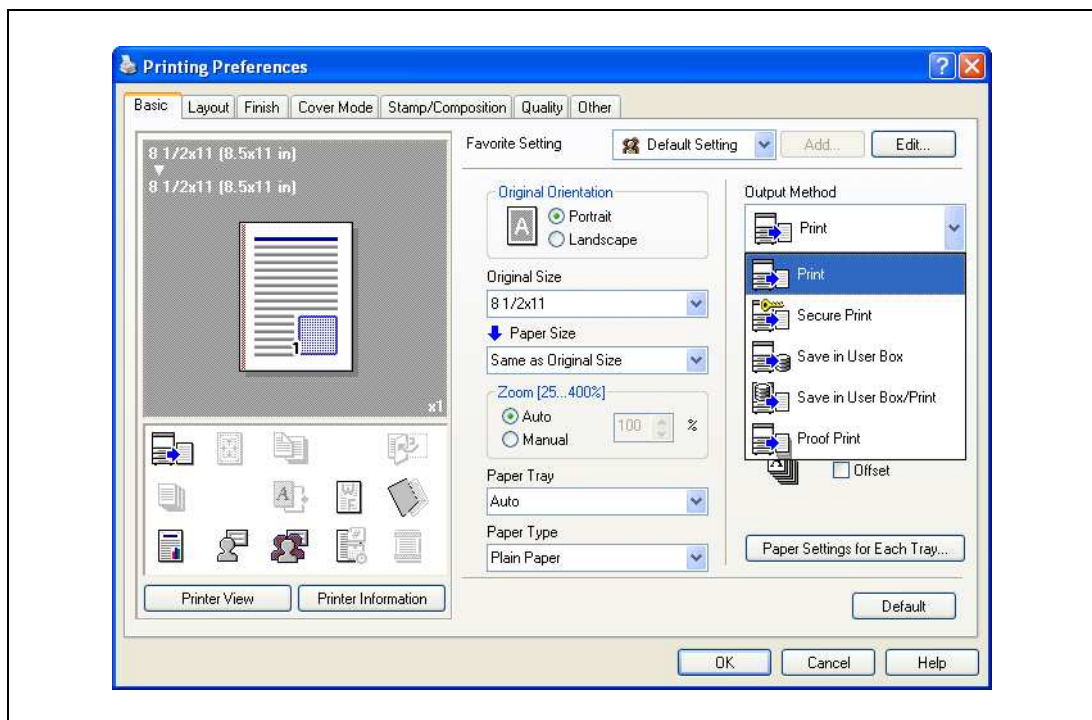 Printing Preferences
Basic Layout Finish Cover Mode Stamp/Composition Quality Other
8 1/2x11 (8.5x11 in)
8 1/2x11 (8.5x11 in)
1
x1
Printer View Printer Information
Favorite Setting Default Setting Add... Edit...
Original Orientation
A
Portrait
Landscape
Original Size
8 1/2x11
Paper Size
Same as Original Size
Zoom [25...400%]
Auto
Manual
100 %
Paper Tray
Auto
Paper Type
Plain Paper
Output Method
Print
Print
Secure Print
Save in User Box
Save in User Box/Print
Proof Print
Offset
Paper Settings for Each Tray...
Default
OK Cancel Help